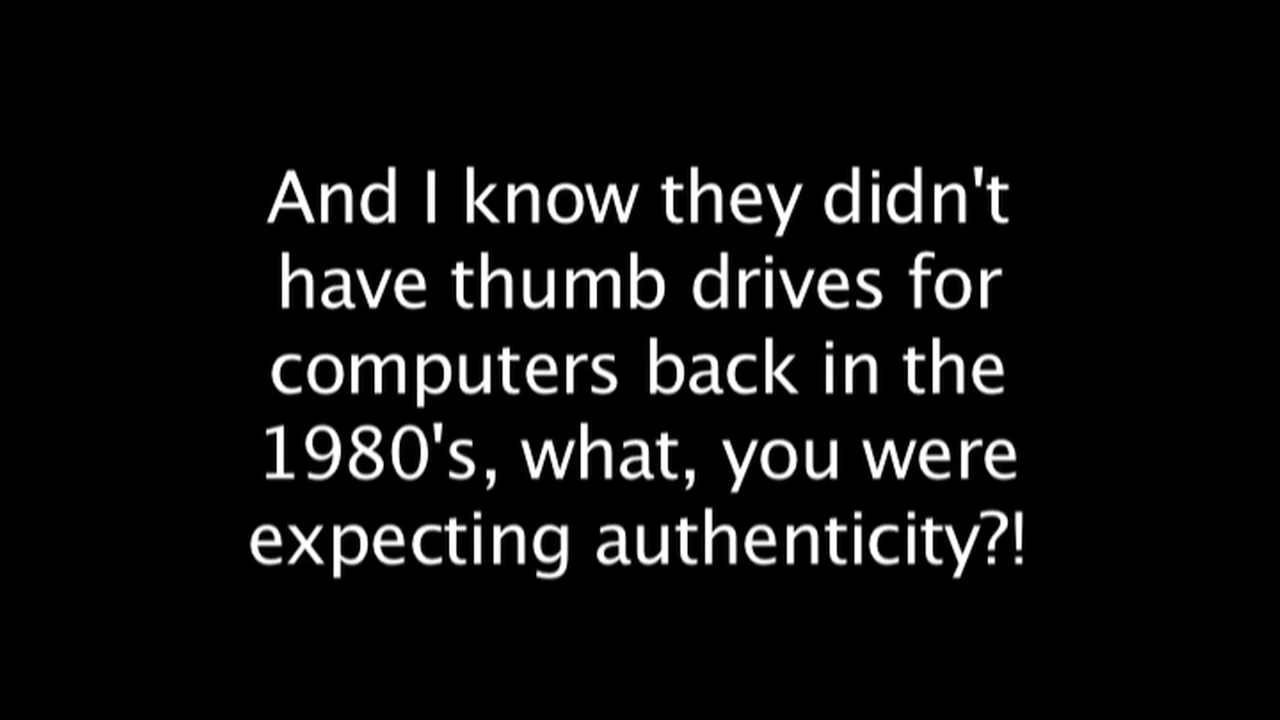 And I know they didn't
have thumb drives for
computers back in the
1980's, what, you were
expecting authenticity?!